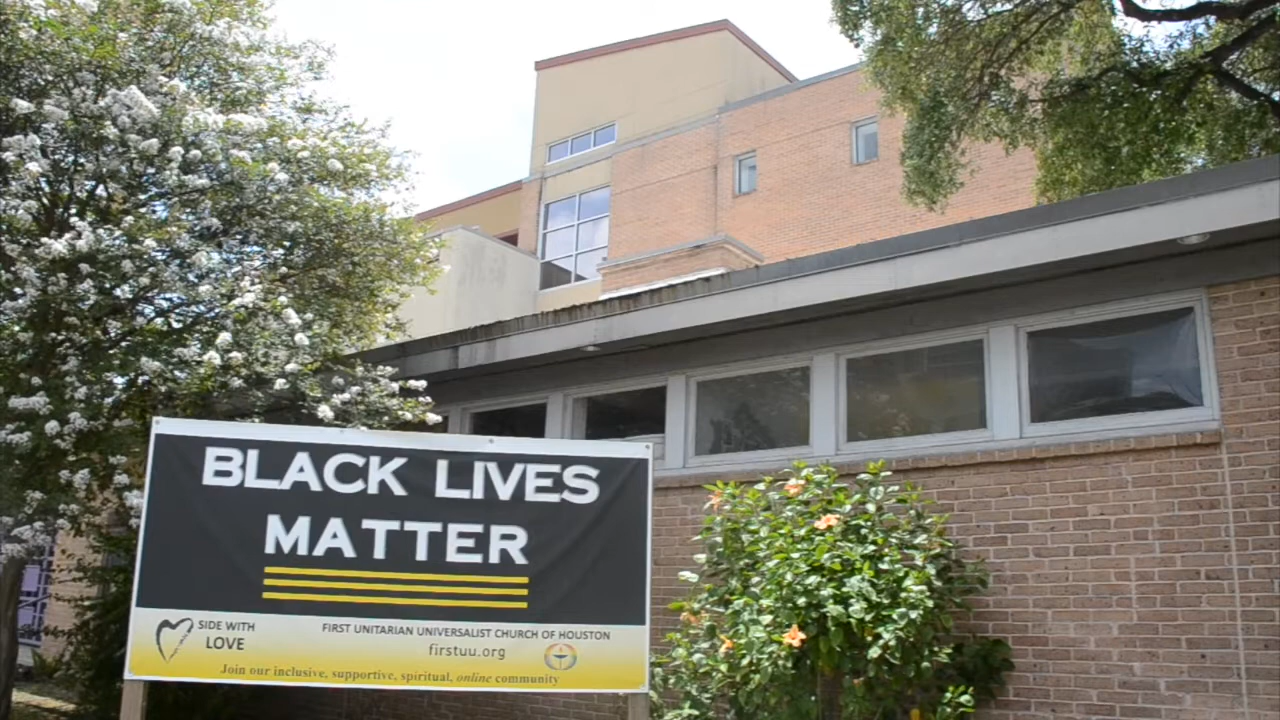 BLACK LIVES
MATTER
SIDE WITH
LOVE
FIRST UNITARIAN UNIVERSALIST CHURCH OF HOUSTON
firstuu.org
Join our inclusive, supportive, spiritual, online community